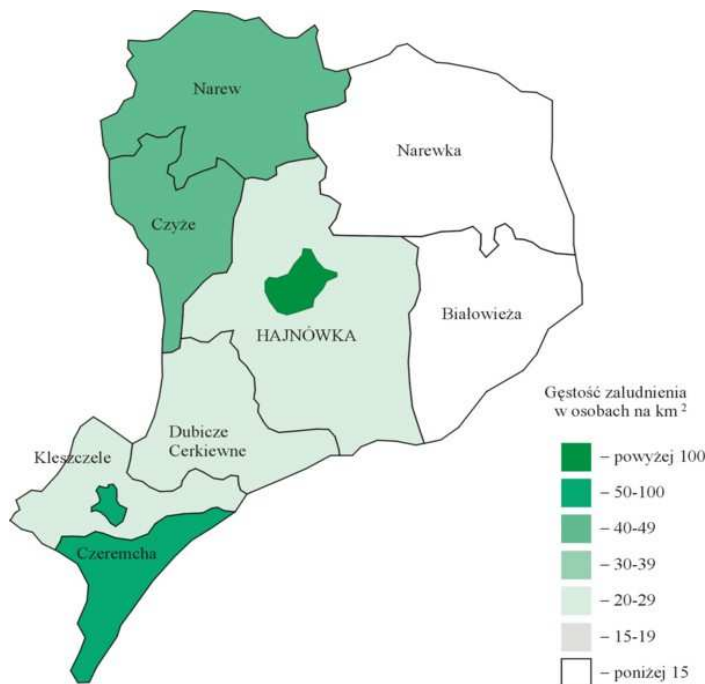 Narew
Narewka
Czyże
Białowieża
HAJNÓWKA
Dubicze
Cerkiewne
Kleszczele
Czeremcha
Gęstość zaludnienia
w osobach na km²
– powyżej 100
– 50-100
– 40-49
– 30-39
– 20-29
– 15-19
– poniżej 15